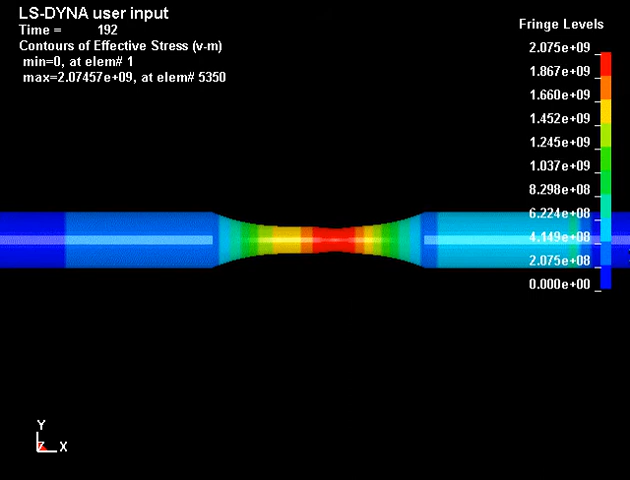 LS-DYNA user input
Time = 192
Contours of Effective Stress (v-m)
min=0, at elem# 1
max=2.07457e+09, at elem# 5350
Fringe Levels
2.075e+09
1.867e+09
1.660e+09
1.452e+09
1.245e+09
1.037e+09
8.298e+08
6.224e+08
4.149e+08
2.075e+08
0.000e+00
Y
Z X